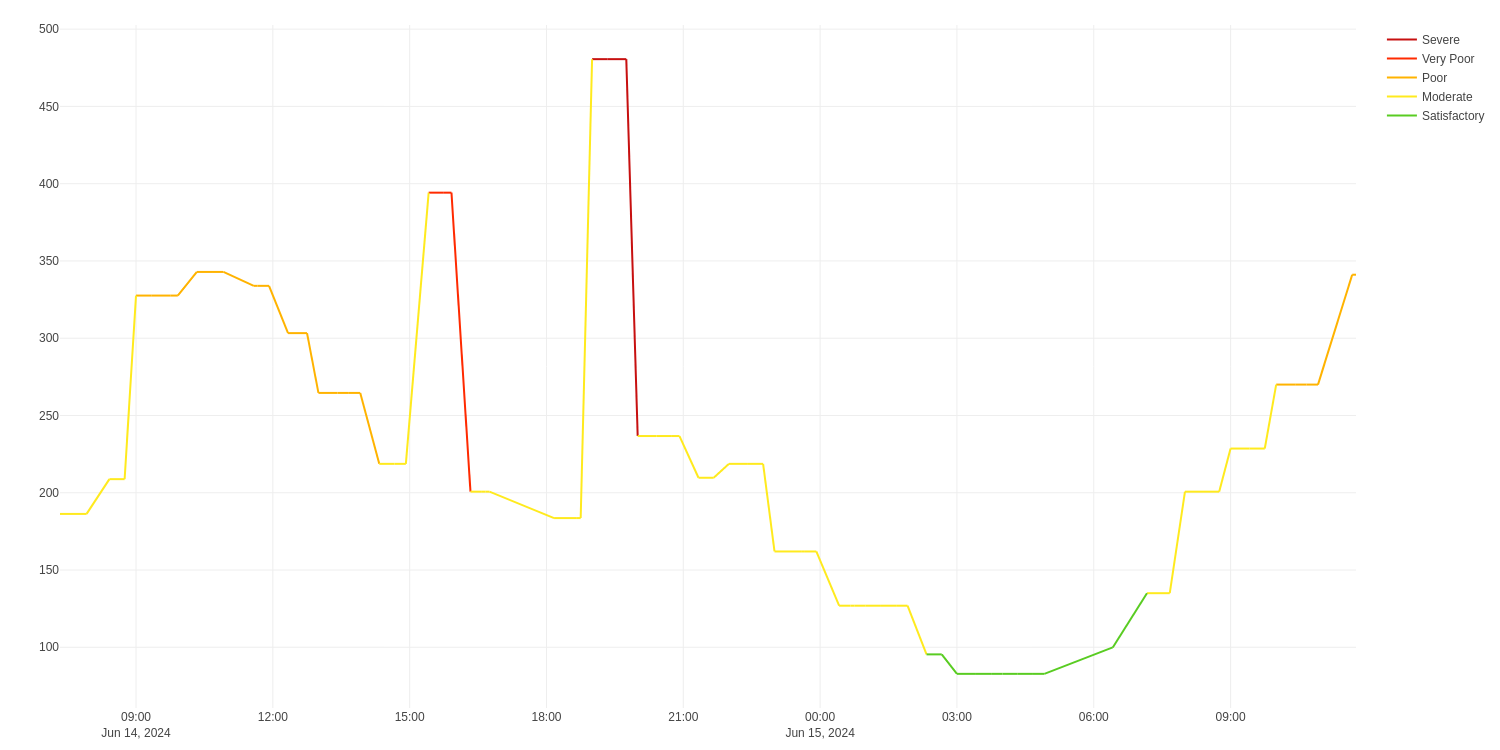 500
450
400
350
300
250
200
150
100
09:00
Jun 14, 2024
12:00
15:00
18:00
21:00
00:00
Jun 15, 2024
03:00
06:00
09:00
Severe
Very Poor
Poor
Moderate
Satisfactory